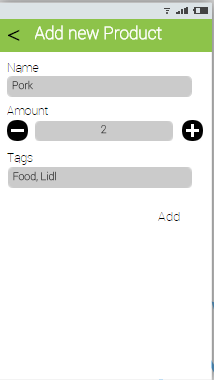 < Add new Product
Name
Pork
Amount
2
Tags
Food, Lidl
Add